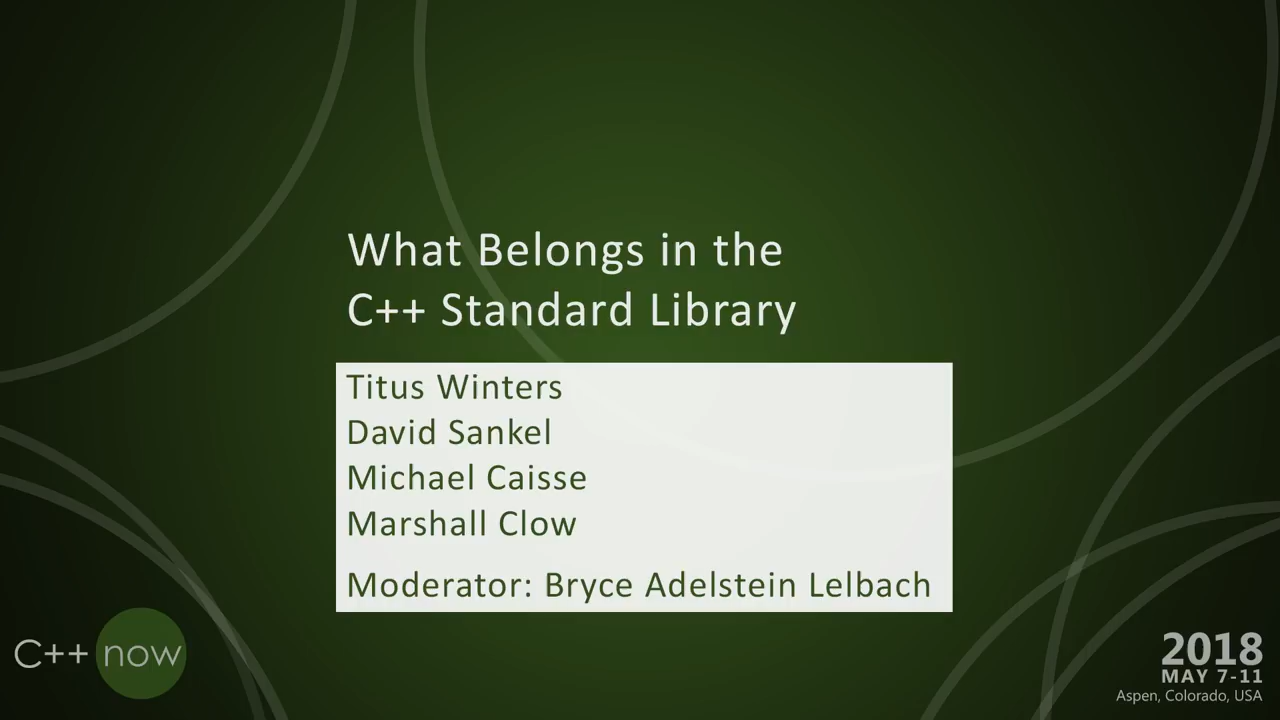 What Belongs in the
C++ Standard Library
Titus Winters
David Sankel
Michael Caisse
Marshall Clow
Moderator: Bryce Adelstein Lelbach
C++ now
2018
MAY 7-11
Aspen, Colorado, USA